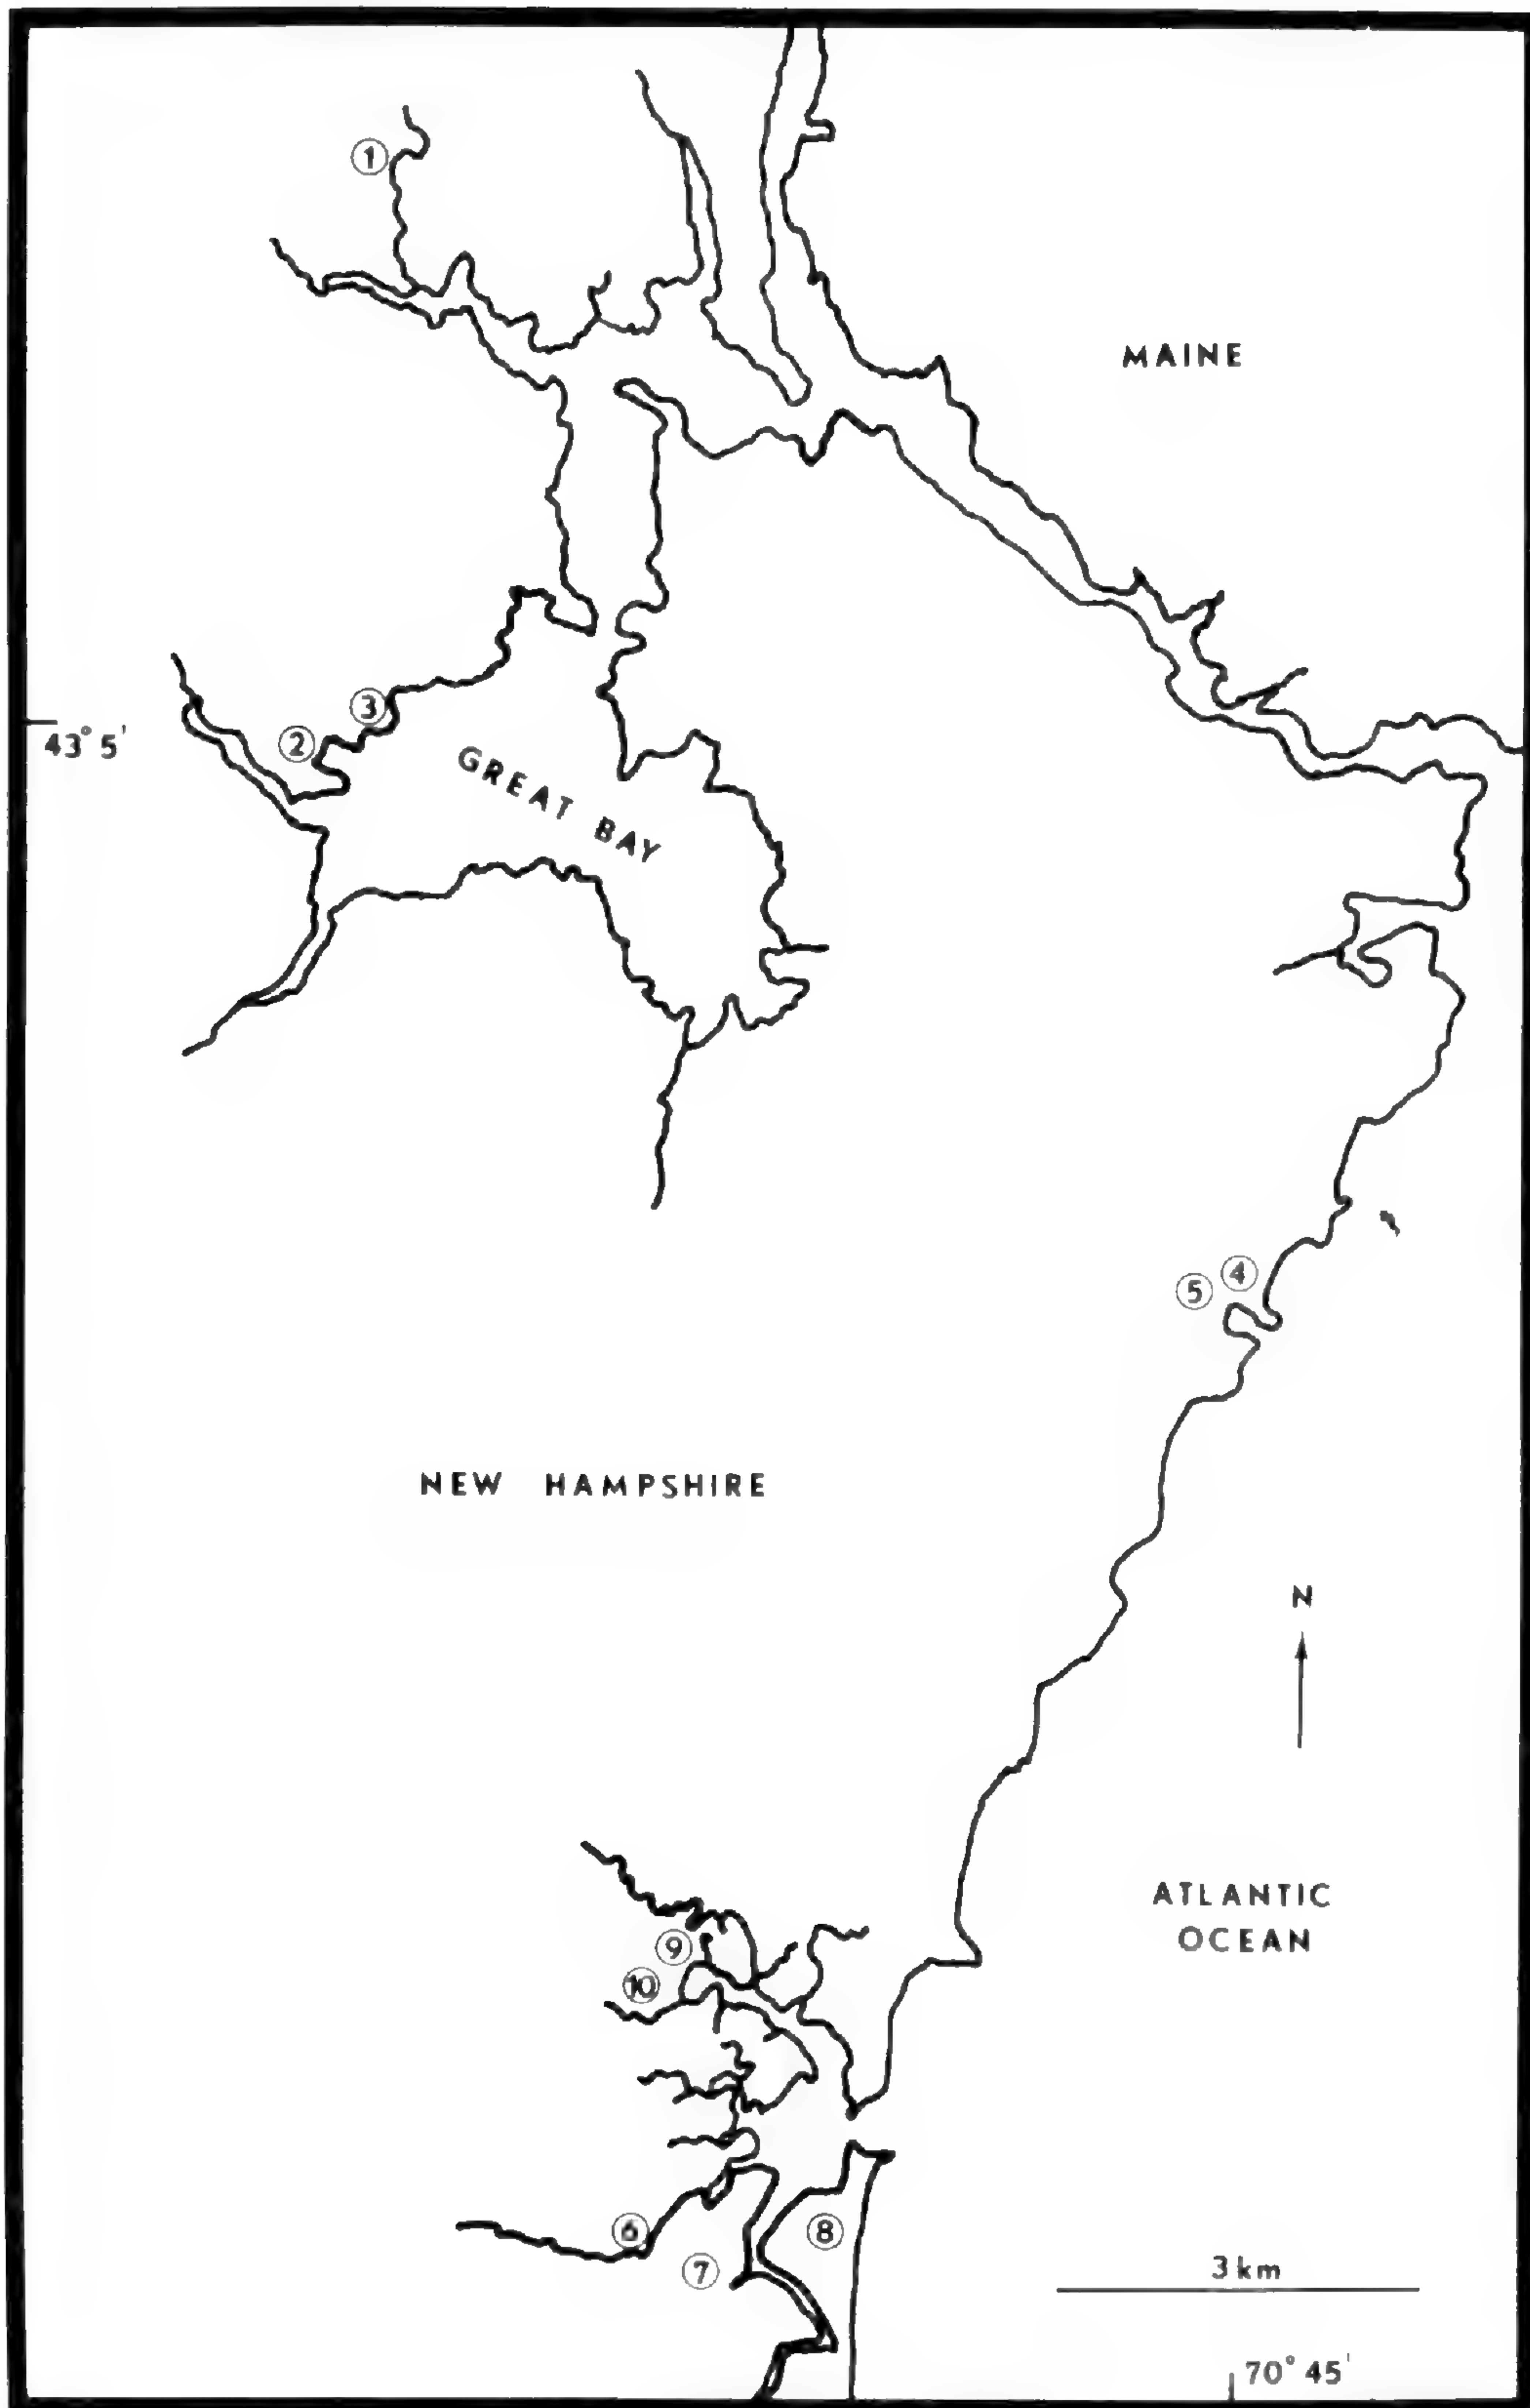 1
MAINE
3
2
43° 5'
GREAT BAY
4
5
NEW HAMPSHIRE
N
ATLANTIC
OCEAN
9
10
6
8
7
3 km
70° 45'